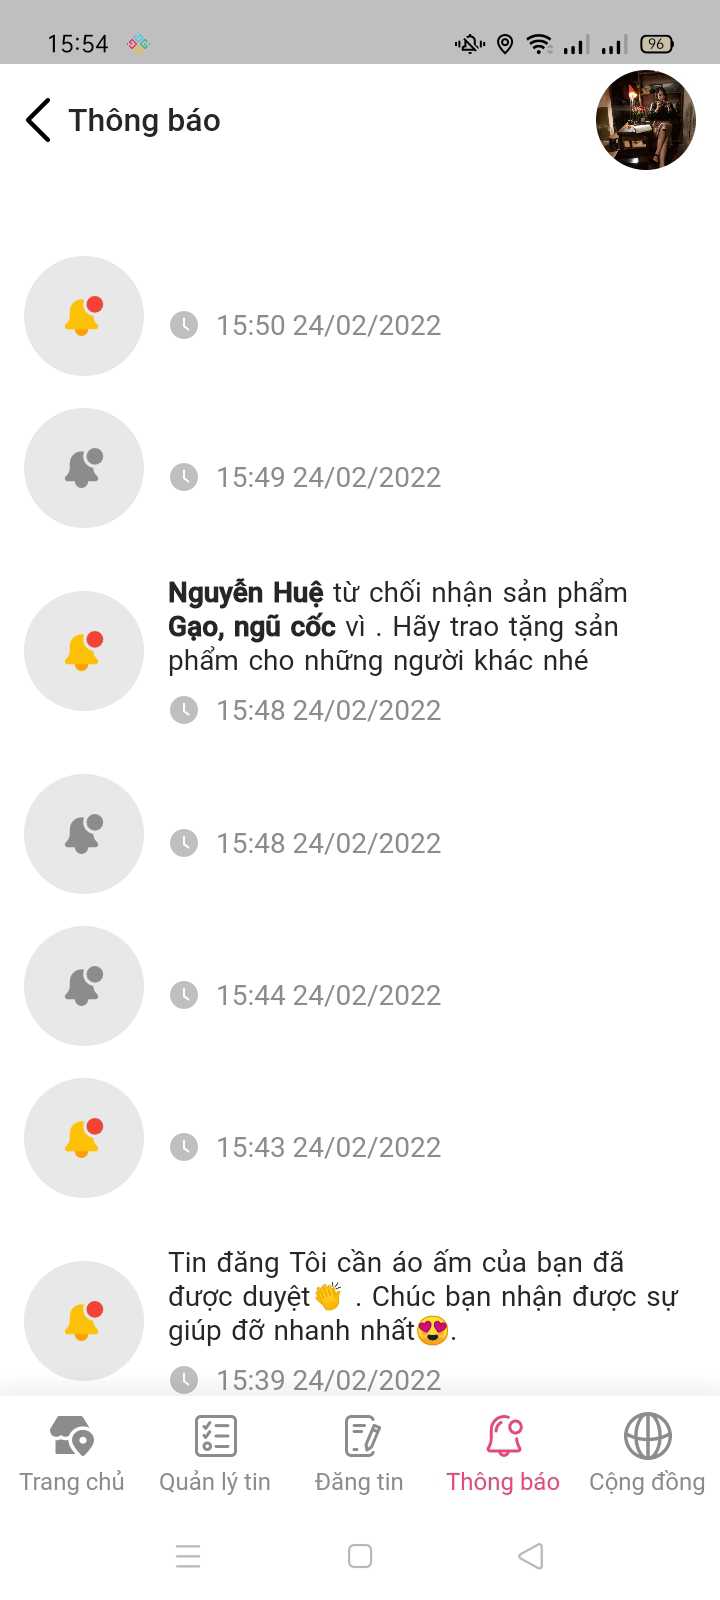 15:54
96
Thông báo
15:50 24/02/2022
15:49 24/02/2022
Nguyễn Huệ từ chối nhận sản phẩm
Gạo, ngũ cốc vì . Hãy trao tặng sản
phẩm cho những người khác nhé
15:48 24/02/2022
15:48 24/02/2022
15:44 24/02/2022
15:43 24/02/2022
Tin đăng Tôi cần áo ấm của bạn đã
được duyệt👏 . Chúc bạn nhận được sự
giúp đỡ nhanh nhất😍.
15:39 24/02/2022
Trang chủ Quản lý tin Đăng tin Thông báo Cộng đồng